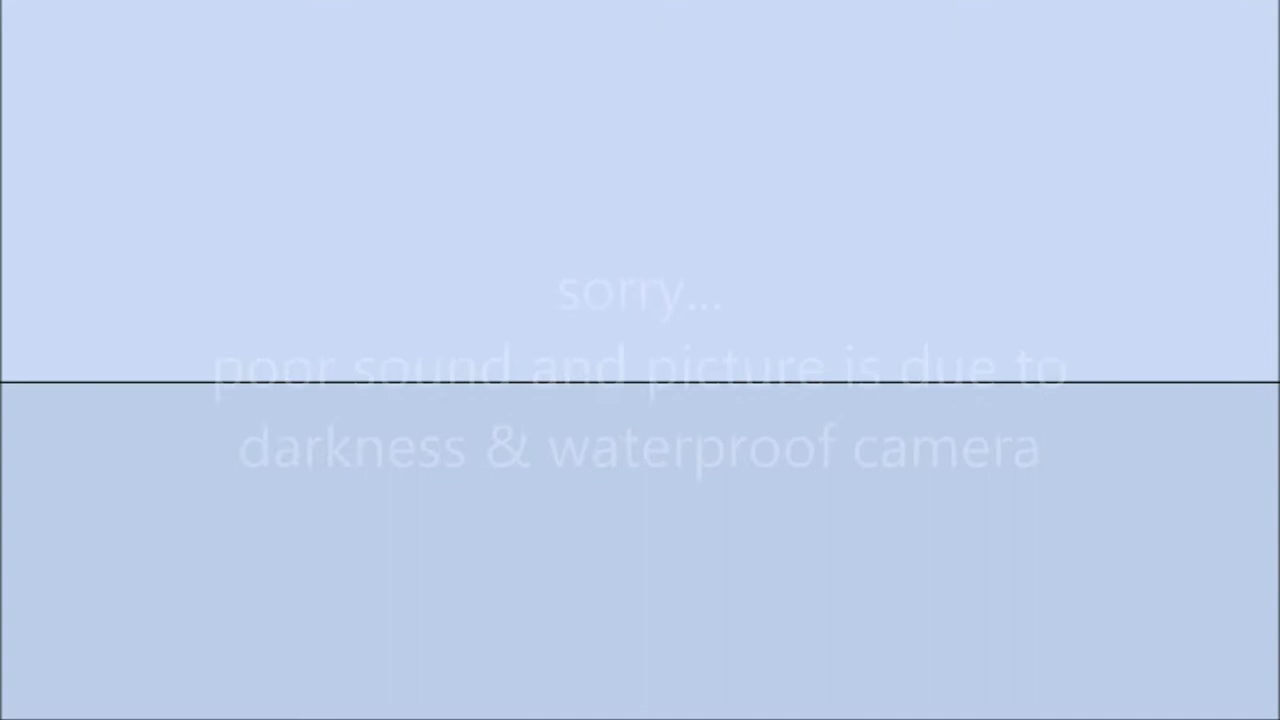 sorry...
poor sound and picture is due to
darkness & waterproof camera